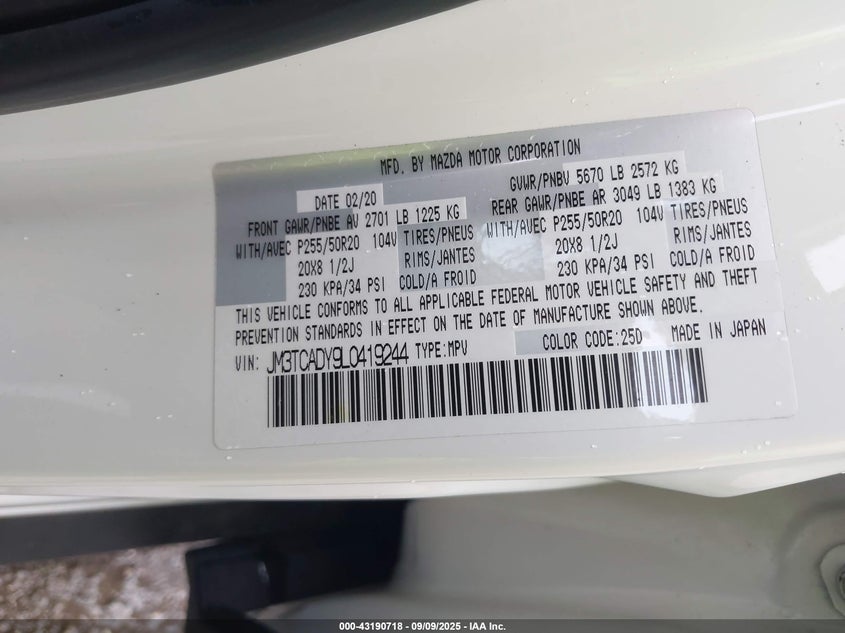 MFD. BY MAZDA MOTOR CORPORATION
DATE 02/20 GVWR/PNBV 5670 LB 2572 KG
FRONT GAWR/PNBE AV 2701 LB 1225 KG REAR GAWR/PNBE AR 3049 LB 1383 KG
WITH/AVEC P255/50R20 104V TIRES/PNEUS WITH/AVEC P255/50R20 104V TIRES/PNEUS
20X8 1/2J RIMS/JANTES 20X8 1/2J RIMS/JANTES
230 KPA/34 PSI COLD/A FROID 230 KPA/34 PSI COLD/A FROID
THIS VEHICLE CONFORMS TO ALL APPLICABLE FEDERAL MOTOR VEHICLE SAFETY AND THEFT
PREVENTION STANDARDS IN EFFECT ON THE DATE OF MANUFACTURE SHOWN ABOVE.
VIN: JM3TCADY9L0419244 TYPE:MPV COLOR CODE:25D MADE IN JAPAN
000-43190718 - 09/09/2025 - IAA Inc.